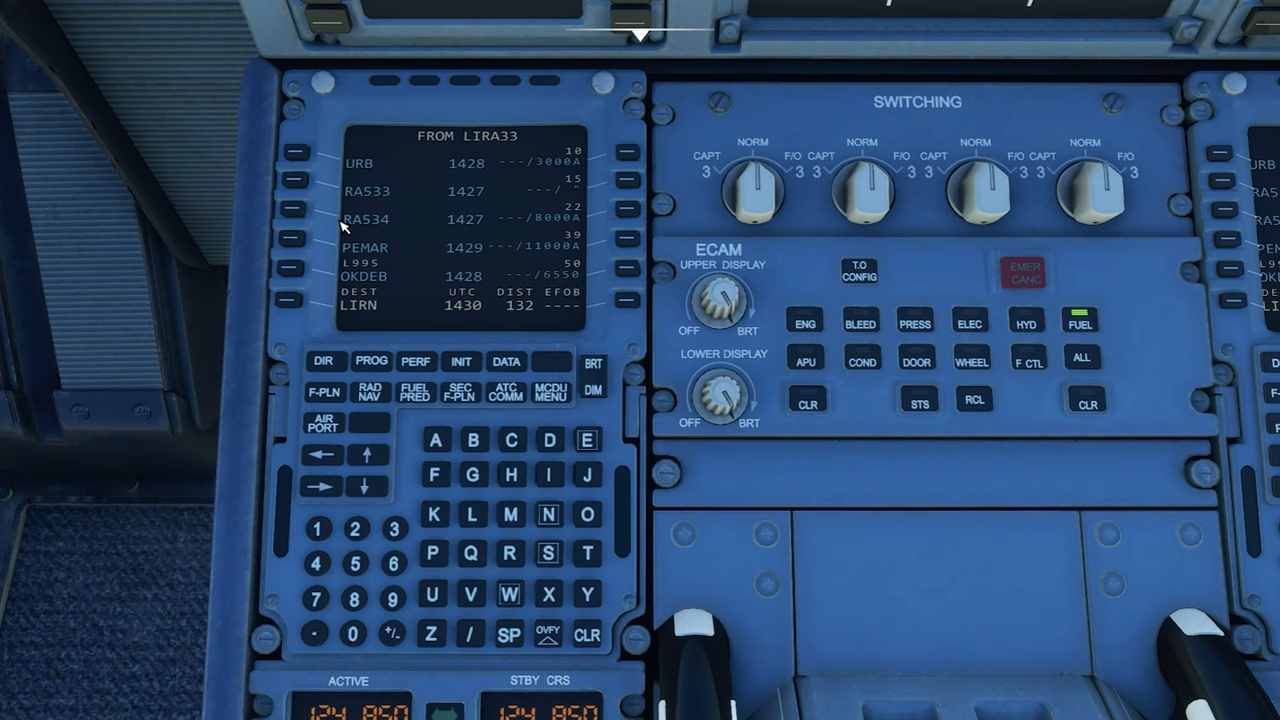 FROM LIRA33
10
URB 1428 ---/3000A
15
RA533 1427 ---/ "
22
RA534 1427 ---/8000A
39
PEMAR 1429 ---/11000A
L995 50
OKDEB 1428 ---/6550
DEST UTC DIST EFOB
LIRN 1430 132 ----
DIR PROG PERF INIT DATA BRT
DIM
F-PLN RAD NAV FUEL PRED SEC F-PLN ATC COMM MCDU MENU
AIR PORT
A B C D E
F G H I J
K L M N O
P Q R S T
U V W X Y
Z / SP OVFY CLR
1 2 3
4 5 6
7 8 9
. 0 +/-
ACTIVE STBY CRS
124.850 124.850
SWITCHING
NORM NORM NORM NORM
CAPT F/O CAPT F/O CAPT F/O CAPT F/O
3 3 3 3 3 3 3 3
ECAM
UPPER DISPLAY
OFF BRT
LOWER DISPLAY
OFF BRT
T.O CONFIG
EMER CANC
ENG BLEED PRESS ELEC HYD FUEL
APU COND DOOR WHEEL F CTL ALL
CLR STS RCL CLR